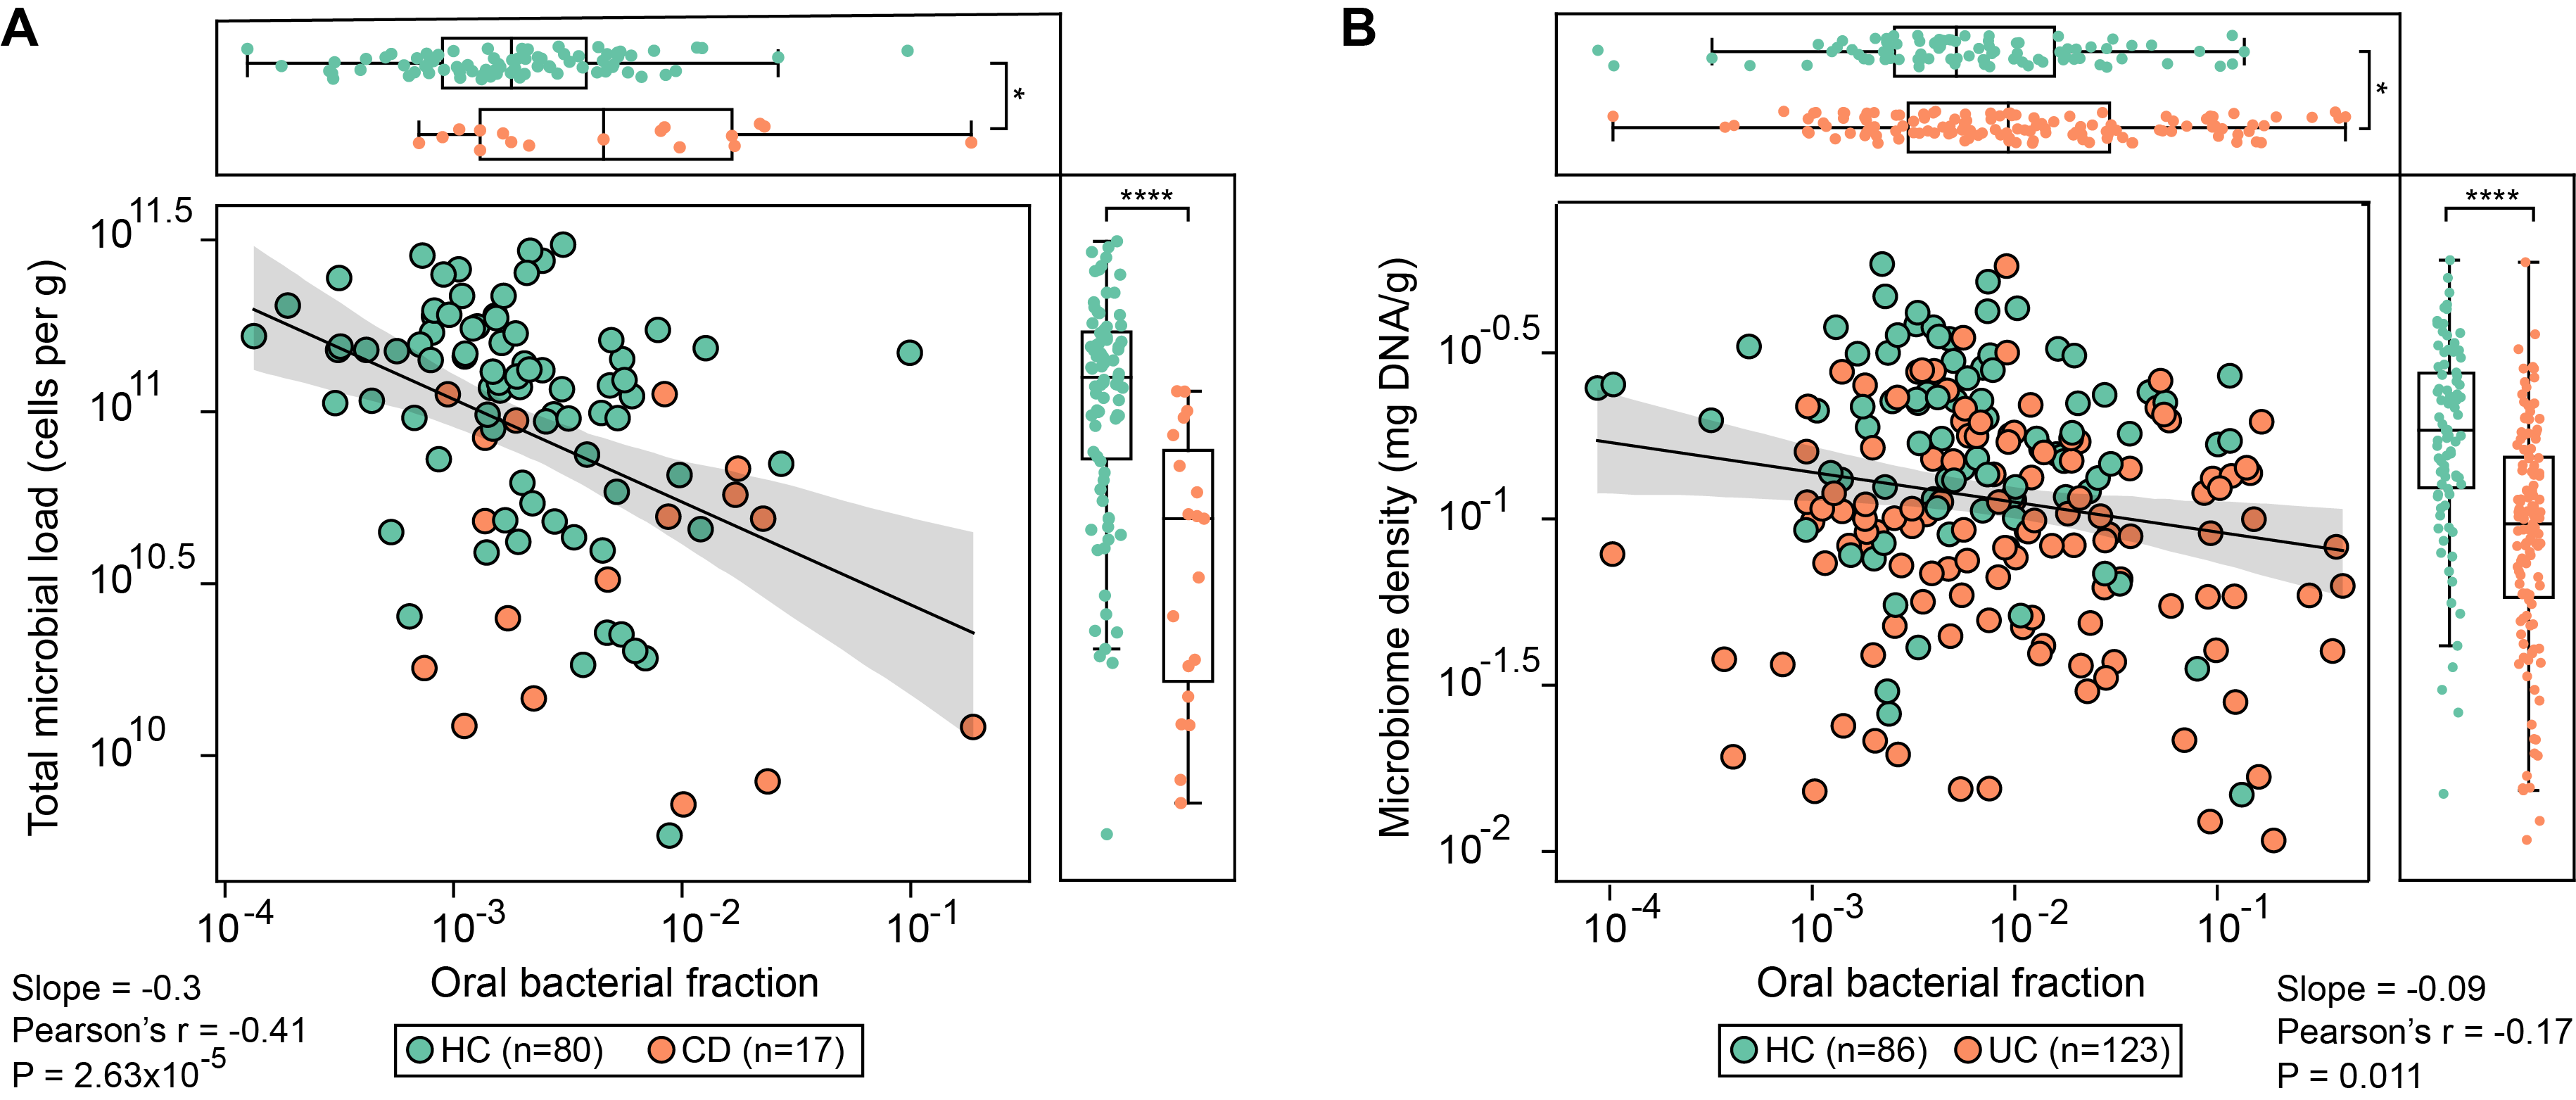 A
*
****
Total microbial load (cells per g)
10^11.5
10^11
10^10.5
10^10
10^-4 10^-3 10^-2 10^-1
Oral bacterial fraction
Slope = -0.3
Pearson’s r = -0.41
P = 2.63x10^-5
HC (n=80) CD (n=17)
B
*
****
Microbiome density (mg DNA/g)
10^-0.5
10^-1
10^-1.5
10^-2
10^-4 10^-3 10^-2 10^-1
Oral bacterial fraction
Slope = -0.09
Pearson’s r = -0.17
P = 0.011
HC (n=86) UC (n=123)